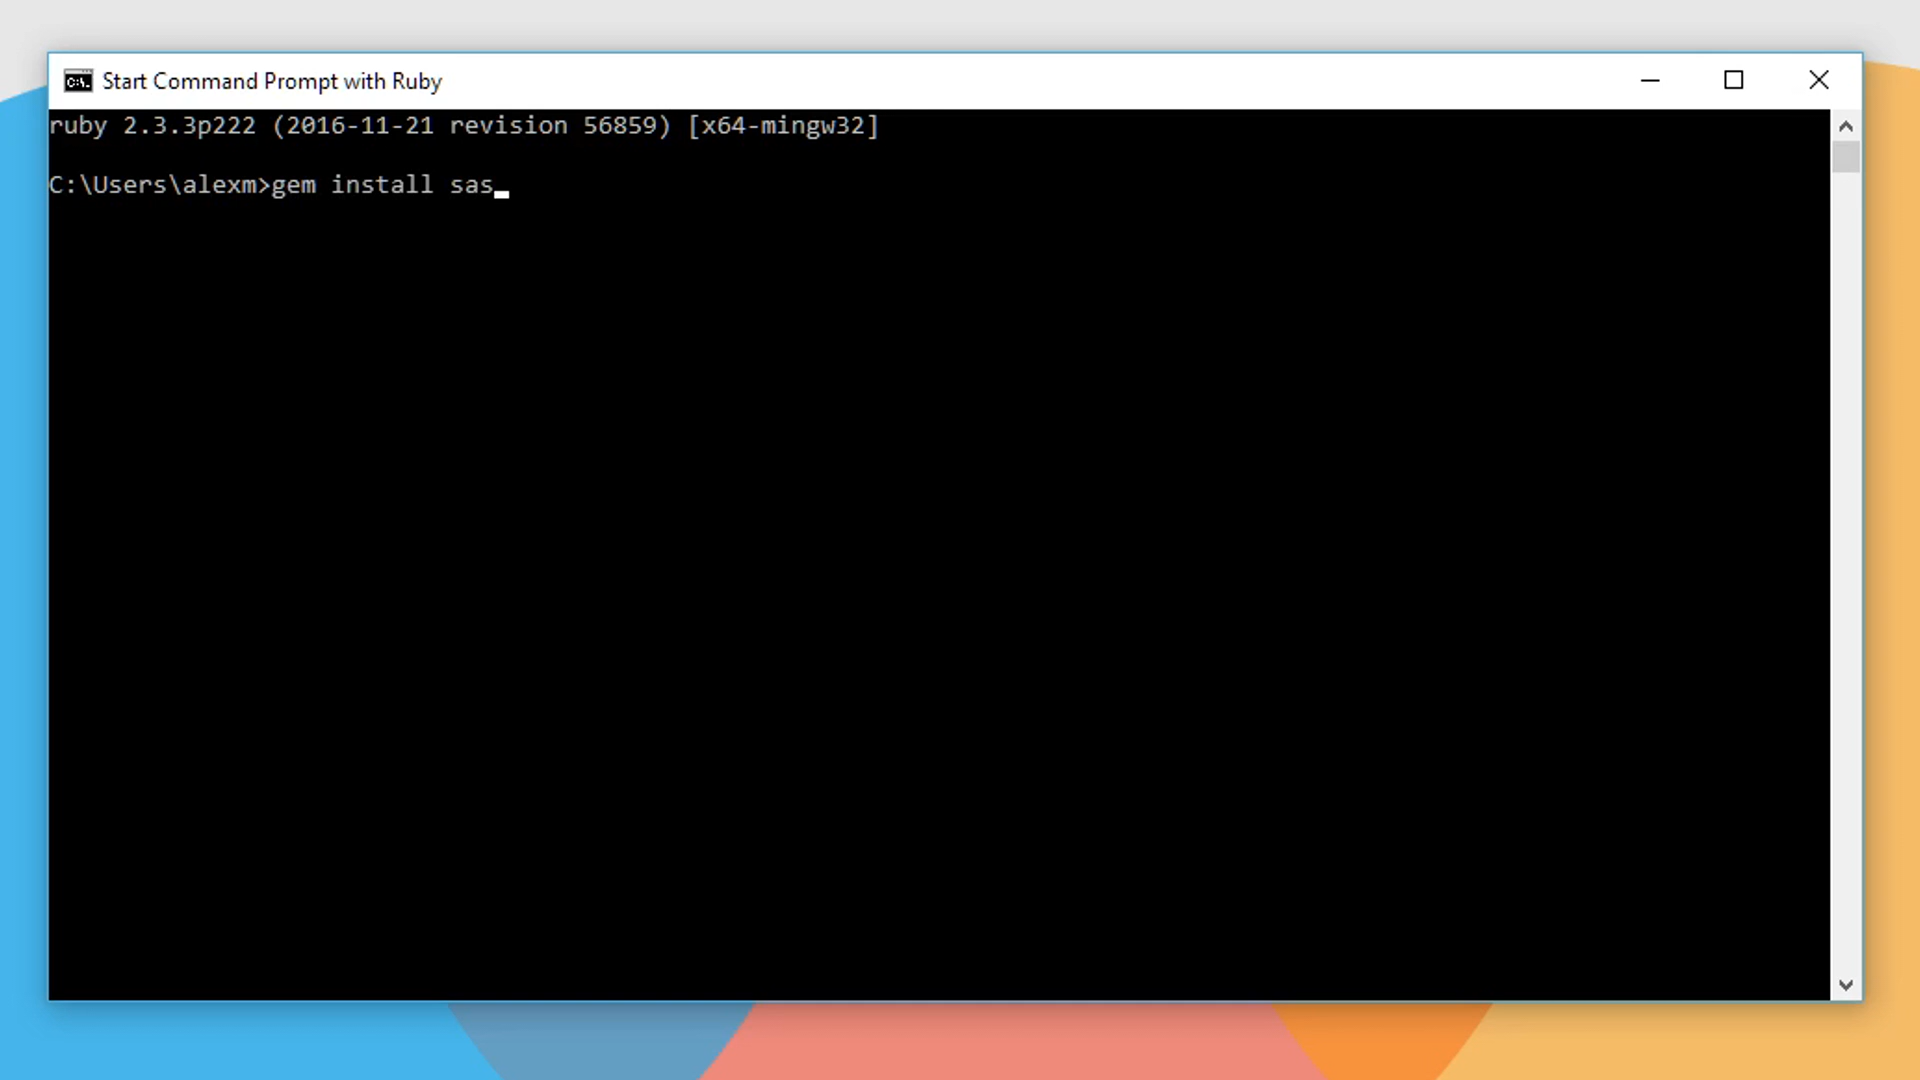 Start Command Prompt with Ruby
ruby 2.3.3p222 (2016-11-21 revision 56859) [x64-mingw32]
C:\Users\alexm>gem install sas